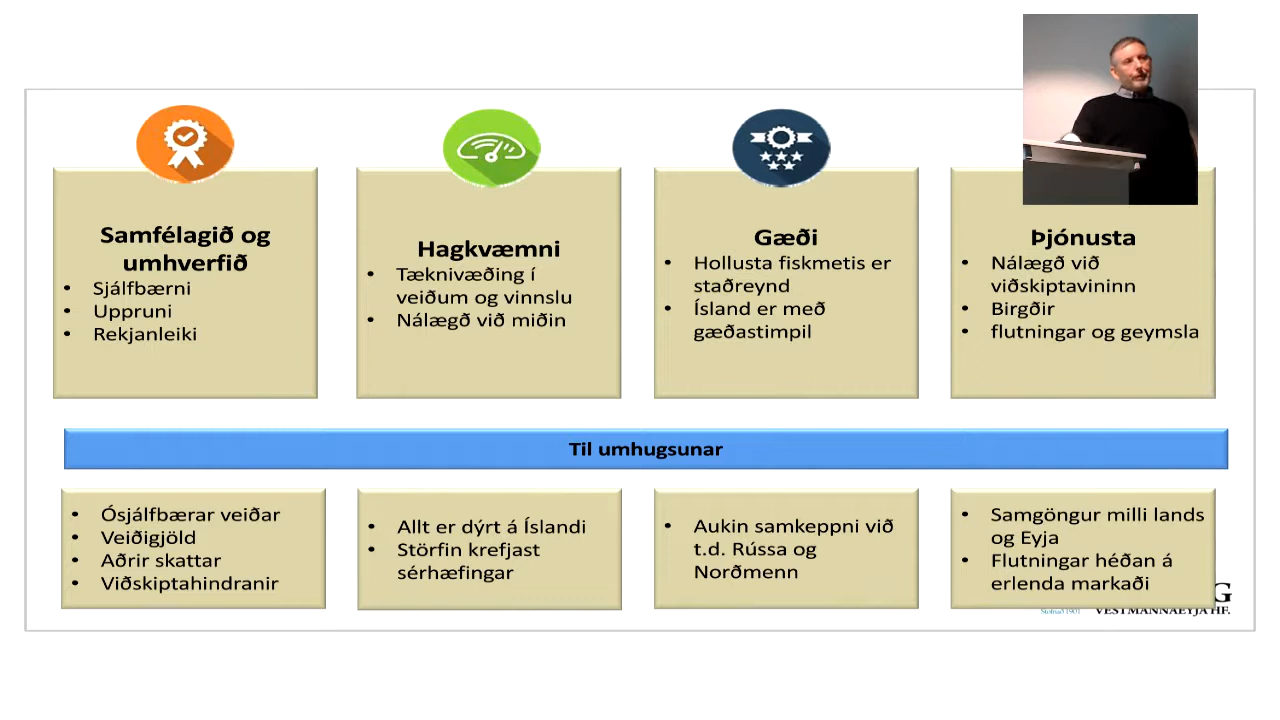 Samfélagið og
umhverfið
• Sjálfbærni
• Uppruni
• Rekjanleiki
Hagkvæmni
• Tæknivæðing í
veiðum og vinnslu
• Nálægð við miðin
Gæði
• Hollusta fiskmetis er
staðreynd
• Ísland er með
gæðastimpil
Þjónusta
• Nálægð við
viðskiptavininn
• Birgðir
• flutningar og geymsla
Til umhugsunar
• Ósjálfbærar veiðar
• Veiðigjöld
• Aðrir skattar
• Viðskiptahindranir
• Allt er dýrt á Íslandi
• Störfin krefjast
sérhæfingar
• Aukin samkeppni við
t.d. Rússa og
Norðmenn
• Samgöngur milli lands
og Eyja
• Flutningar héðan á
erlenda markaði
G
Stofnað 1901 VESTMANNAEYJA HF.